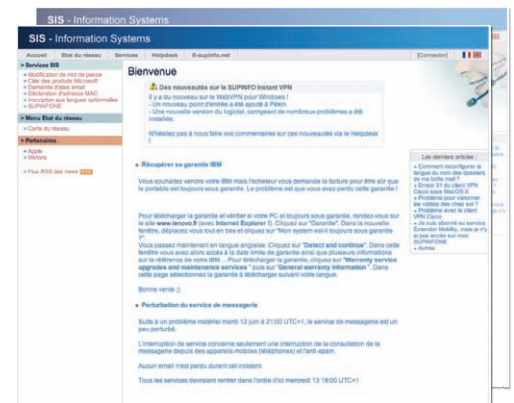 SIS - Information Systems
SIS - Information Systems
Accueil Etat du réseau Services Helpdesk E-supinfo.net [Connexion]
» Services SIS
» Modification de mot de passe
» Clés des produits Microsoft
» Demande d'alias email
» Déclaration d'adresses MAC
» Inscription aux langues optionnelles
» SUPINFONE
» Menu Etat du réseau
» Carte du réseau
» Partenaires
» Apple
» Wetora
» Flux RSS des news RSS
Bienvenue
Des nouveautés sur le SUPINFO Instant VPN
Il y a du nouveau sur le WebVPN pour Windows !
- Un nouveau point d'entrée a été ajouté à Pékin.
- Une nouvelle version du logiciel, corrigeant de nombreux problèmes a été
installée.
N'hésitez pas à nous faire vos commentaires sur ces nouveautés via le Helpdesk
!
Récupérer sa garantie IBM
Vous souhaitez vendre votre IBM mais l'acheteur vous demande la facture pour être sûr que
le portable est toujours sous garantie. Le problème est que vous avez perdu cette garantie !
Pour télécharger la garantie et vérifier si votre PC est toujours sous garantie, rendez-vous sur
le site www.lenovo.fr (avec Internet Explorer !). Cliquez sur "Garantie". Dans la nouvelle
fenêtre, déplacez vous tout en bas et cliquez sur "Mon system est-il toujours sous garantie
?".
Vous passez maintenant en langue anglaise. Cliquez sur "Detect and continue". Dans cette
fenêtre vous avez alors accès à la date limite de garantie ainsi que plusieurs informations
sur la référence de votre IBM... Pour télécharger la garantie, cliquez sur "Warranty service
upgrades and maintenance services " puis sur "General warranty information ". Dans
cette page sélectionnez la garantie à télécharger suivant votre langue.
Bonne vente ;)
Perturbation du service de messagerie
Suite à un problème matériel mardi 12 juin à 21:00 UTC+1, le service de messagerie est un
peu perturbé.
L'interruption de service concerne seulement une interruption de la consultation de la
messagerie depuis des appareils mobiles (téléphones) et l'anti-spam.
Aucun email n'est perdu durant cet incident.
Tous les services devraient rentrer dans l'ordre d'ici mercredi 13 18:00 UTC+1
Les derniers articles :
» Comment reconfigurer la
langue du nom des dossiers
de ma boîte mail ?
» Erreur 51 du client VPN
Cisco sous MacOS X
» Problème pour visionner
les vidéos des chez soi ?
» Problème avec le client
VPN Cisco
» Je suis abonné au service
Extention Mobility, mais je n'y
ai pas accès sur mon
SUPINFONE
» Autres